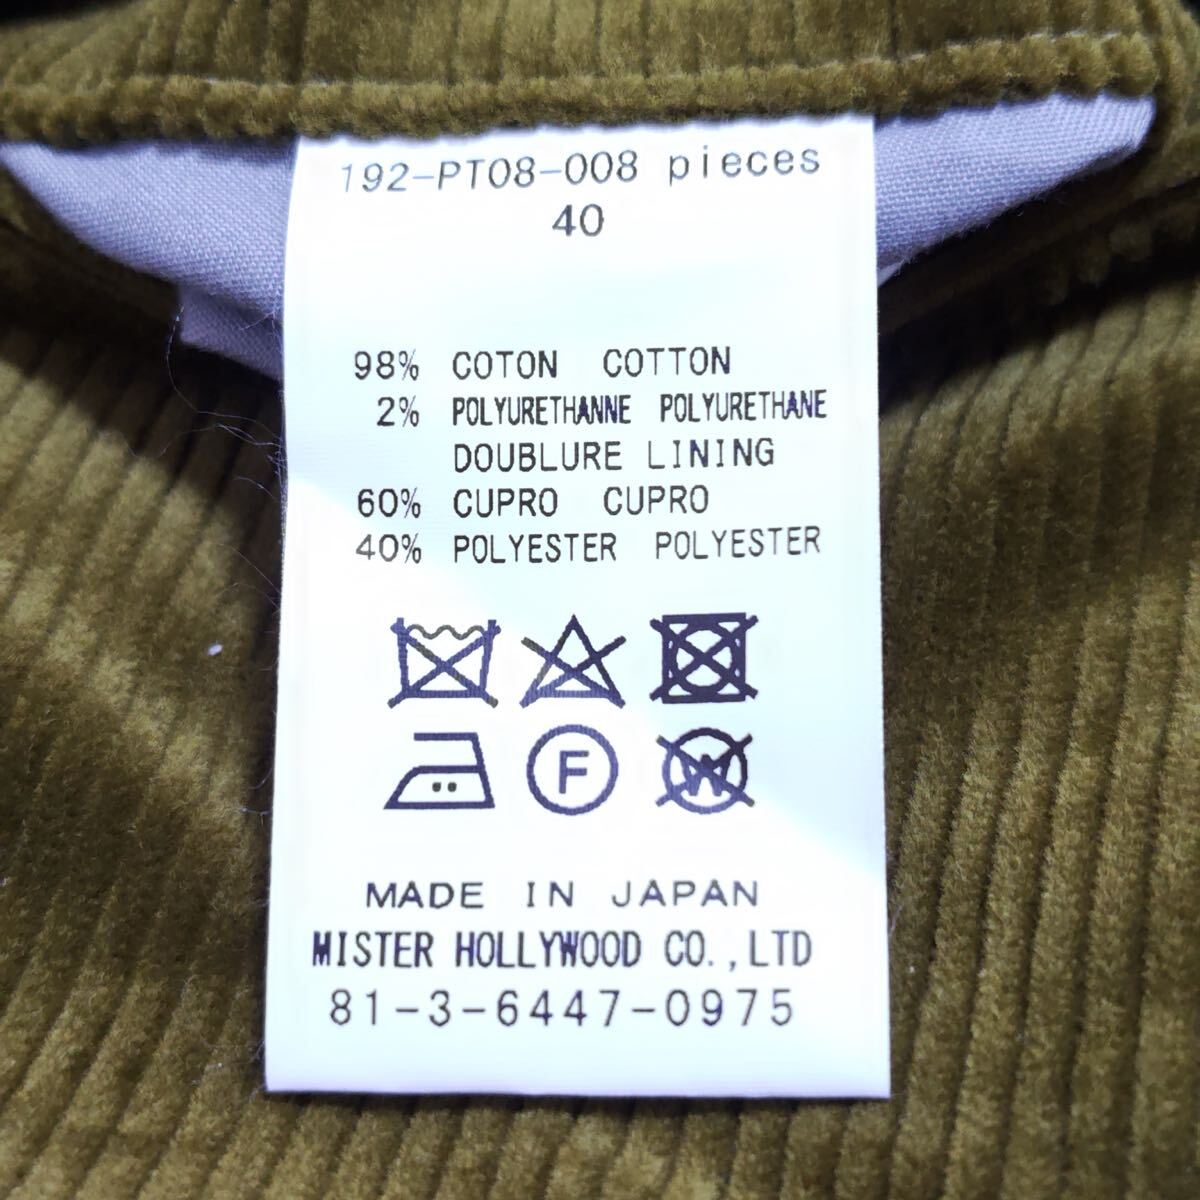 192-PT08-008 pieces
40
98% COTON COTTON
2% POLYURETHANNE POLYURETHANE
DOUBLURE LINING
60% CUPRO CUPRO
40% POLYESTER POLYESTER
F W
MADE IN JAPAN
MISTER HOLLYWOOD CO.,LTD
81-3-6447-0975